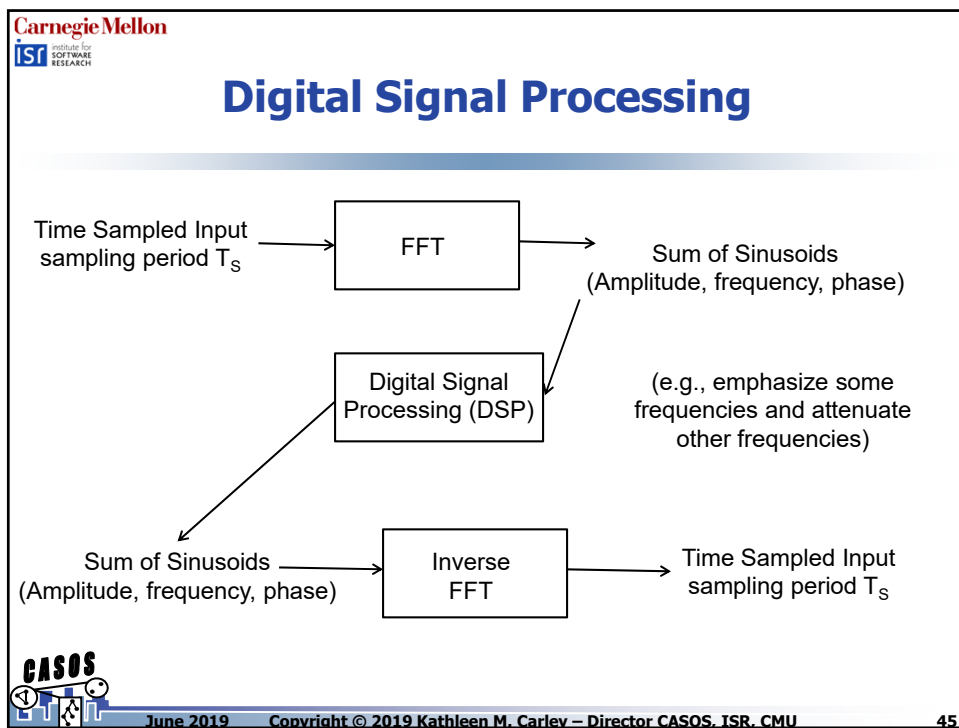 Carnegie Mellon
isr institute for
SOFTWARE
RESEARCH
Digital Signal Processing
Time Sampled Input
sampling period T_S
FFT
Sum of Sinusoids
(Amplitude, frequency, phase)
Digital Signal
Processing (DSP)
(e.g., emphasize some
frequencies and attenuate
other frequencies)
Sum of Sinusoids
(Amplitude, frequency, phase)
Inverse
FFT
Time Sampled Input
sampling period T_S
CASOS
June 2019 Copyright © 2019 Kathleen M. Carley – Director CASOS, ISR, CMU 45